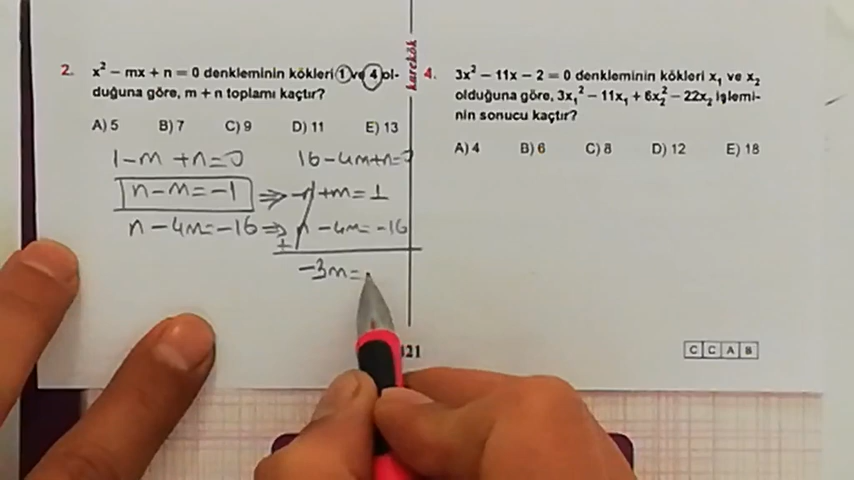 2. x² − mx + n = 0 denkleminin kökleri 1 ve 4 ol-
duğuna göre, m + n toplamı kaçtır?
A) 5 B) 7 C) 9 D) 11 E) 13
1 − m + n = 0 16 − 4m + n = 0
n − m = −1 ⇒ −n + m = 1
n − 4m = −16 ⇒ n − 4m = −16
+
−3m =
karekök
4. 3x² − 11x − 2 = 0 denkleminin kökleri x₁ ve x₂
olduğuna göre, 3x₁² − 11x₁ + 6x₂² − 22x₂ işlemi-
nin sonucu kaçtır?
A) 4 B) 6 C) 8 D) 12 E) 18
121
C C A B